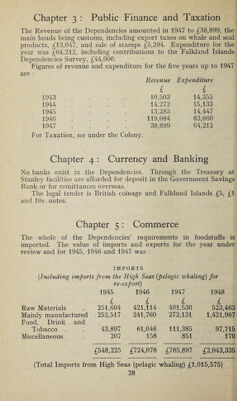 Chapter 3 : Public Finance and Taxation
The Revenue of the Dependencies amounted in 1947 to £38,899, the
main heads being customs, including export taxes on whale and seal
products, £13,047, and sale of stamps £5,294. Expenditure for the
year was £64,212, including contributions to the Falkland Islands
Dependencies Survey, £44,000.
Figures of revenue and expenditure for the five years up to 1947
are :
Revenue Expenditure
£ £
1943 . . . . 10,503 14,355
1944 . . . . 14,272 15,133
1945 . . . . 13,283 14,447
1946 . . . . 119,084 83,660
1947 . . . . 38,899 64,212
For Taxation, see under the Colony.
Chapter 4 : Currency and Banking
No banks exist in the Dependencies. Through the Treasury at
Stanley facilities are afforded for deposit in the Government Savings
Bank or for remittances overseas.
The legal tender is British coinage and Falkland Islands £5, £1
and 10s. notes.
Chapter 5 : Commerce
The whole of the Dependencies' requirements in foodstuffs is
imported. The value of imports and exports for the year under
review and for 1945, 1946 and 1947 was :
IMPORTS
(Including imports from the High Seas (pelagic whaling) for
re-export)
1945 1946 1947 1948
£ £ £ £
Raw Materials 251,604 421,114 401,530 523,463
Mainly manufactured 252,517 241,760 272,131 1,421,987
Food, Drink and
Tobacco . . 43,897 61,046 111,385 97,715
Miscellaneous . 207 158 851 170
£548,225 £724,078 £785,897 £2,043,335
(Total Imports from High Seas (pelagic whaling) £1,015,575)
28